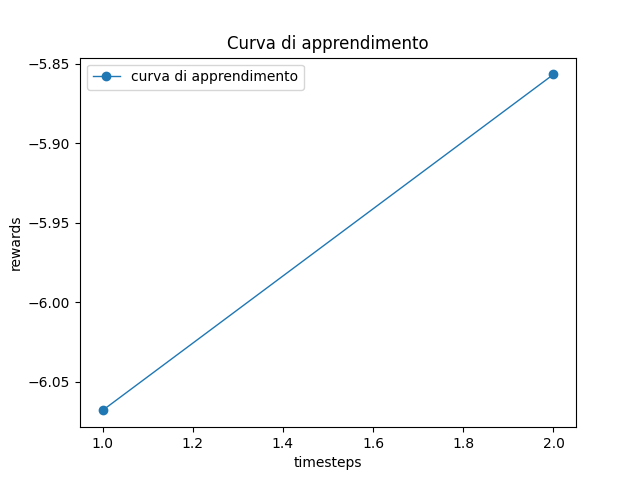 Curva di apprendimento
curva di apprendimento
−5.85
−5.90
−5.95
−6.00
−6.05
rewards
1.0 1.2 1.4 1.6 1.8 2.0
timesteps